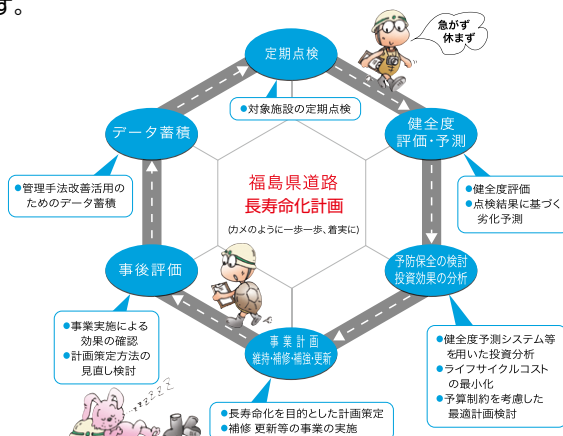 す。
急がず
休まず
定期点検
●対象施設の定期点検
データ蓄積
健全度
評価・予測
●管理手法改善活用の
ためのデータ蓄積
福島県道路
長寿命化計画
(カメのように一歩一歩、着実に)
●健全度評価
●点検結果に基づく
劣化予測
事後評価
予防保全の検討
投資効果の分析
●事業実施による
効果の確認
●計画策定方法の
見直し検討
事業計画
維持・補修・補強・更新
●健全度予測システム等
を用いた投資分析
●ライフサイクルコスト
の最小化
●予算制約を考慮した
最適計画検討
zzzZZZ
●長寿命化を目的とした計画策定
●補修 更新等の事業の実施